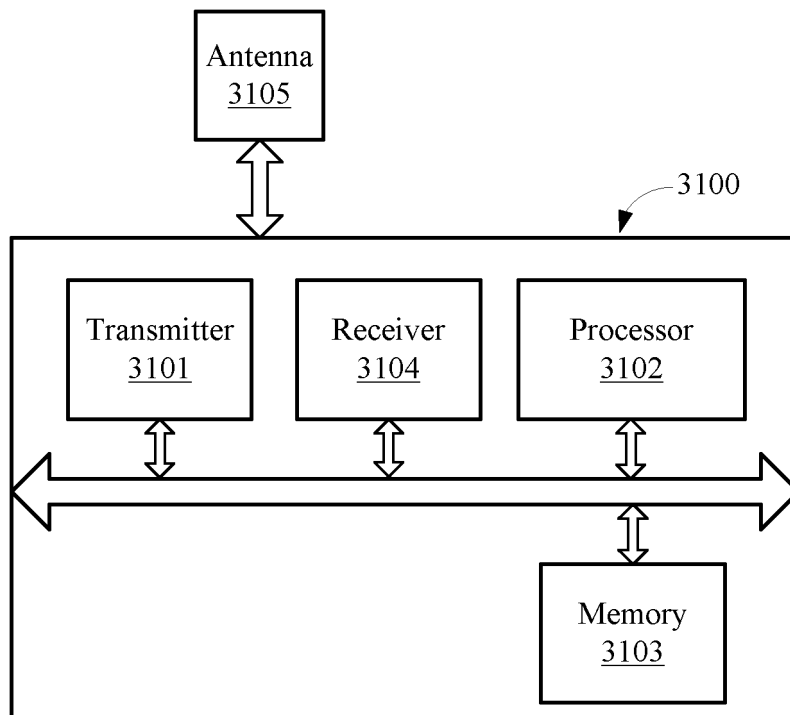 Antenna
3105
3100
Transmitter
3101
Receiver
3104
Processor
3102
Memory
3103